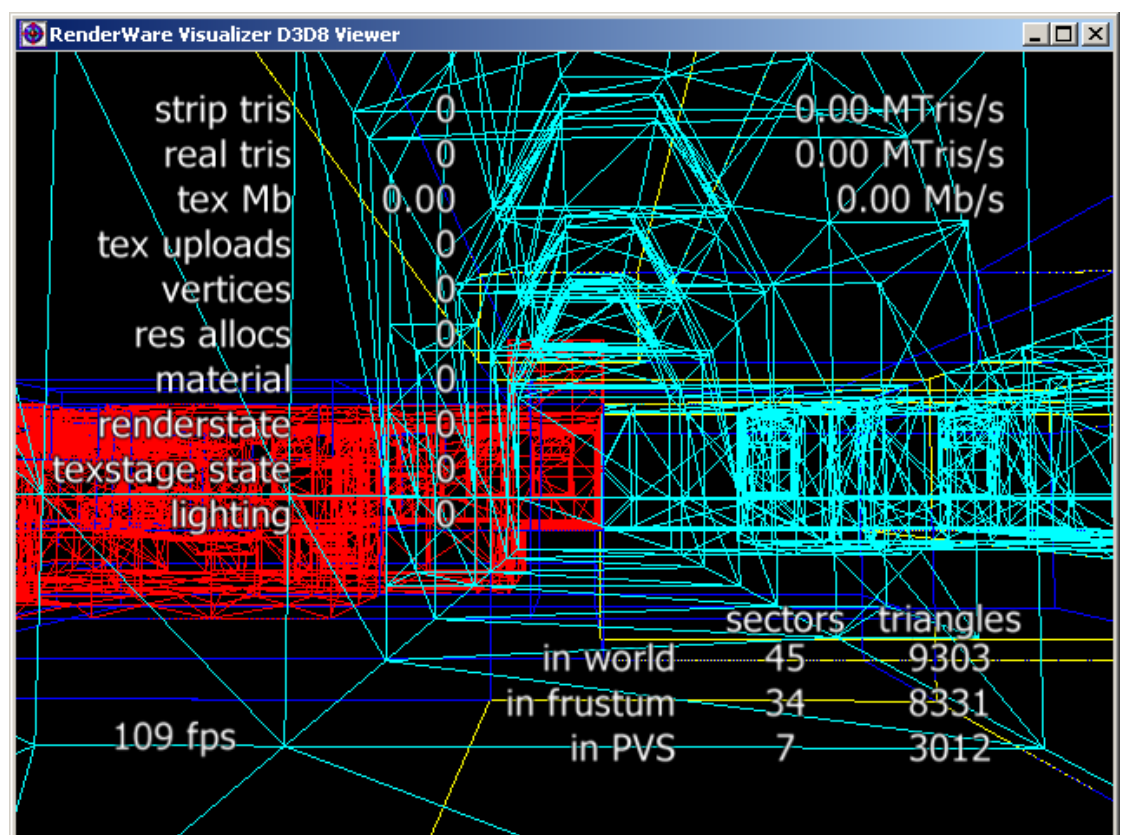 RenderWare Visualizer D3D8 Viewer
strip tris 0 0.00 MTris/s
real tris 0 0.00 MTris/s
tex Mb 0.00 0.00 Mb/s
tex uploads 0
vertices 0
res allocs 0
material 0
renderstate 0
texstage state 0
lighting 0
sectors triangles
in world 45 9303
in frustum 34 8331
109 fps in PVS 7 3012